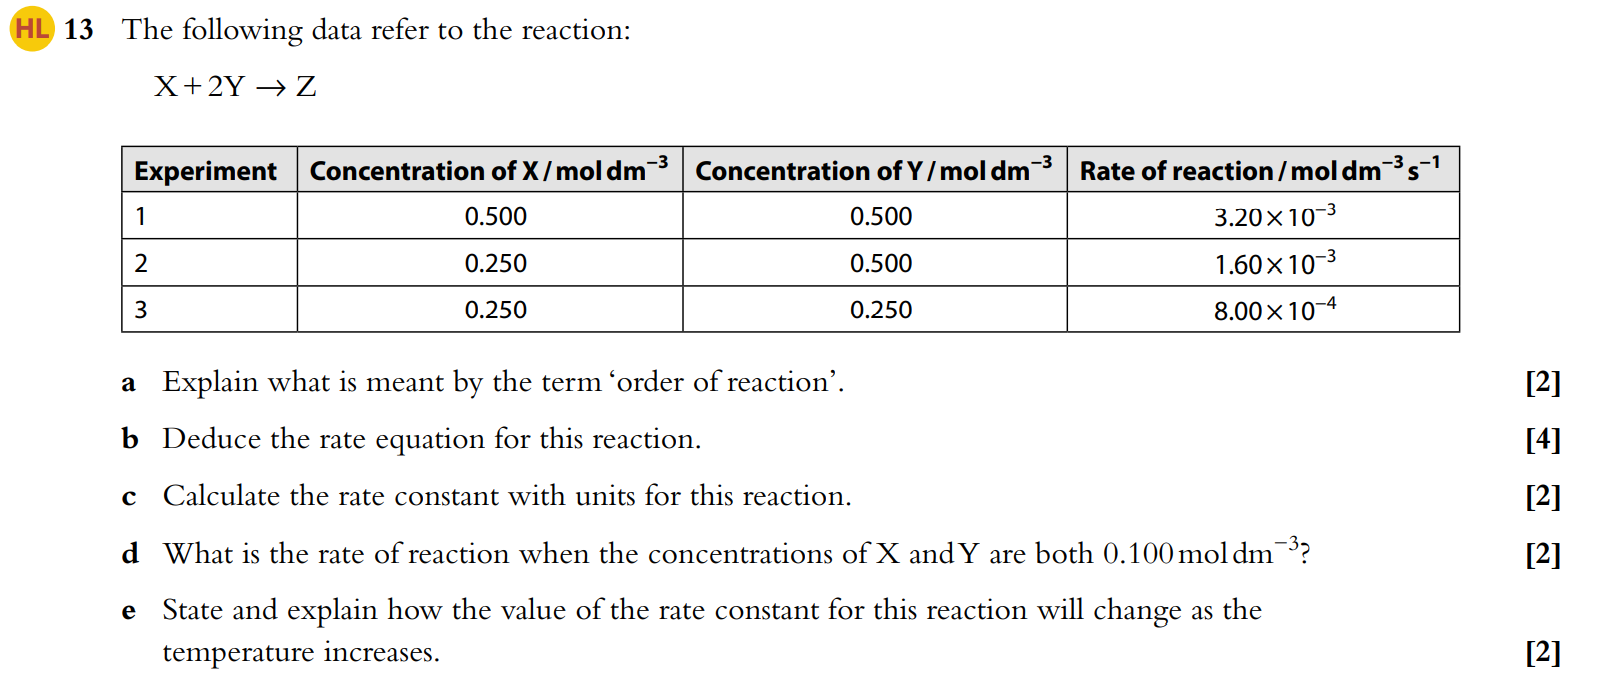 HL 13 The following data refer to the reaction:
X + 2Y → Z
Experiment Concentration of X / mol dm⁻³ Concentration of Y / mol dm⁻³ Rate of reaction / mol dm⁻³ s⁻¹
1 0.500 0.500 3.20 × 10⁻³
2 0.250 0.500 1.60 × 10⁻³
3 0.250 0.250 8.00 × 10⁻⁴
a Explain what is meant by the term ‘order of reaction’. [2]
b Deduce the rate equation for this reaction. [4]
c Calculate the rate constant with units for this reaction. [2]
d What is the rate of reaction when the concentrations of X and Y are both 0.100 mol dm⁻³? [2]
e State and explain how the value of the rate constant for this reaction will change as the
temperature increases. [2]